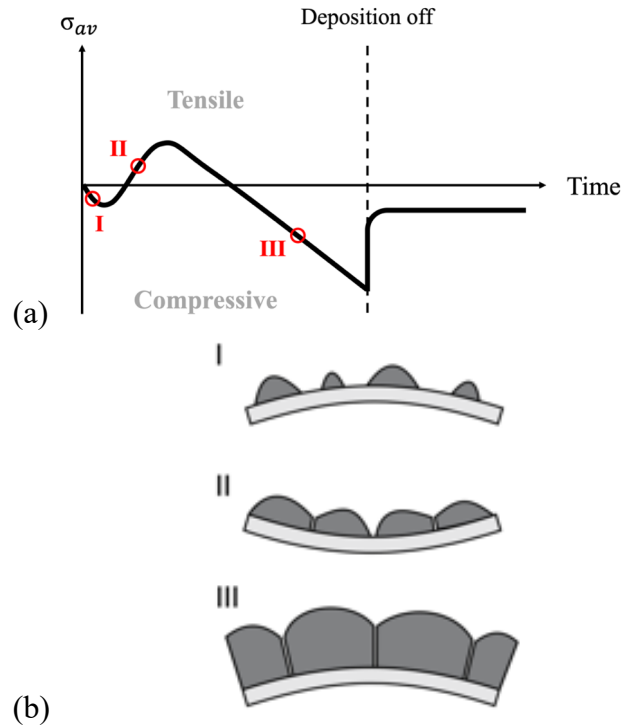 σav
Deposition off
Tensile
II
I
Time
III
Compressive
(a)
I
II
III
(b)